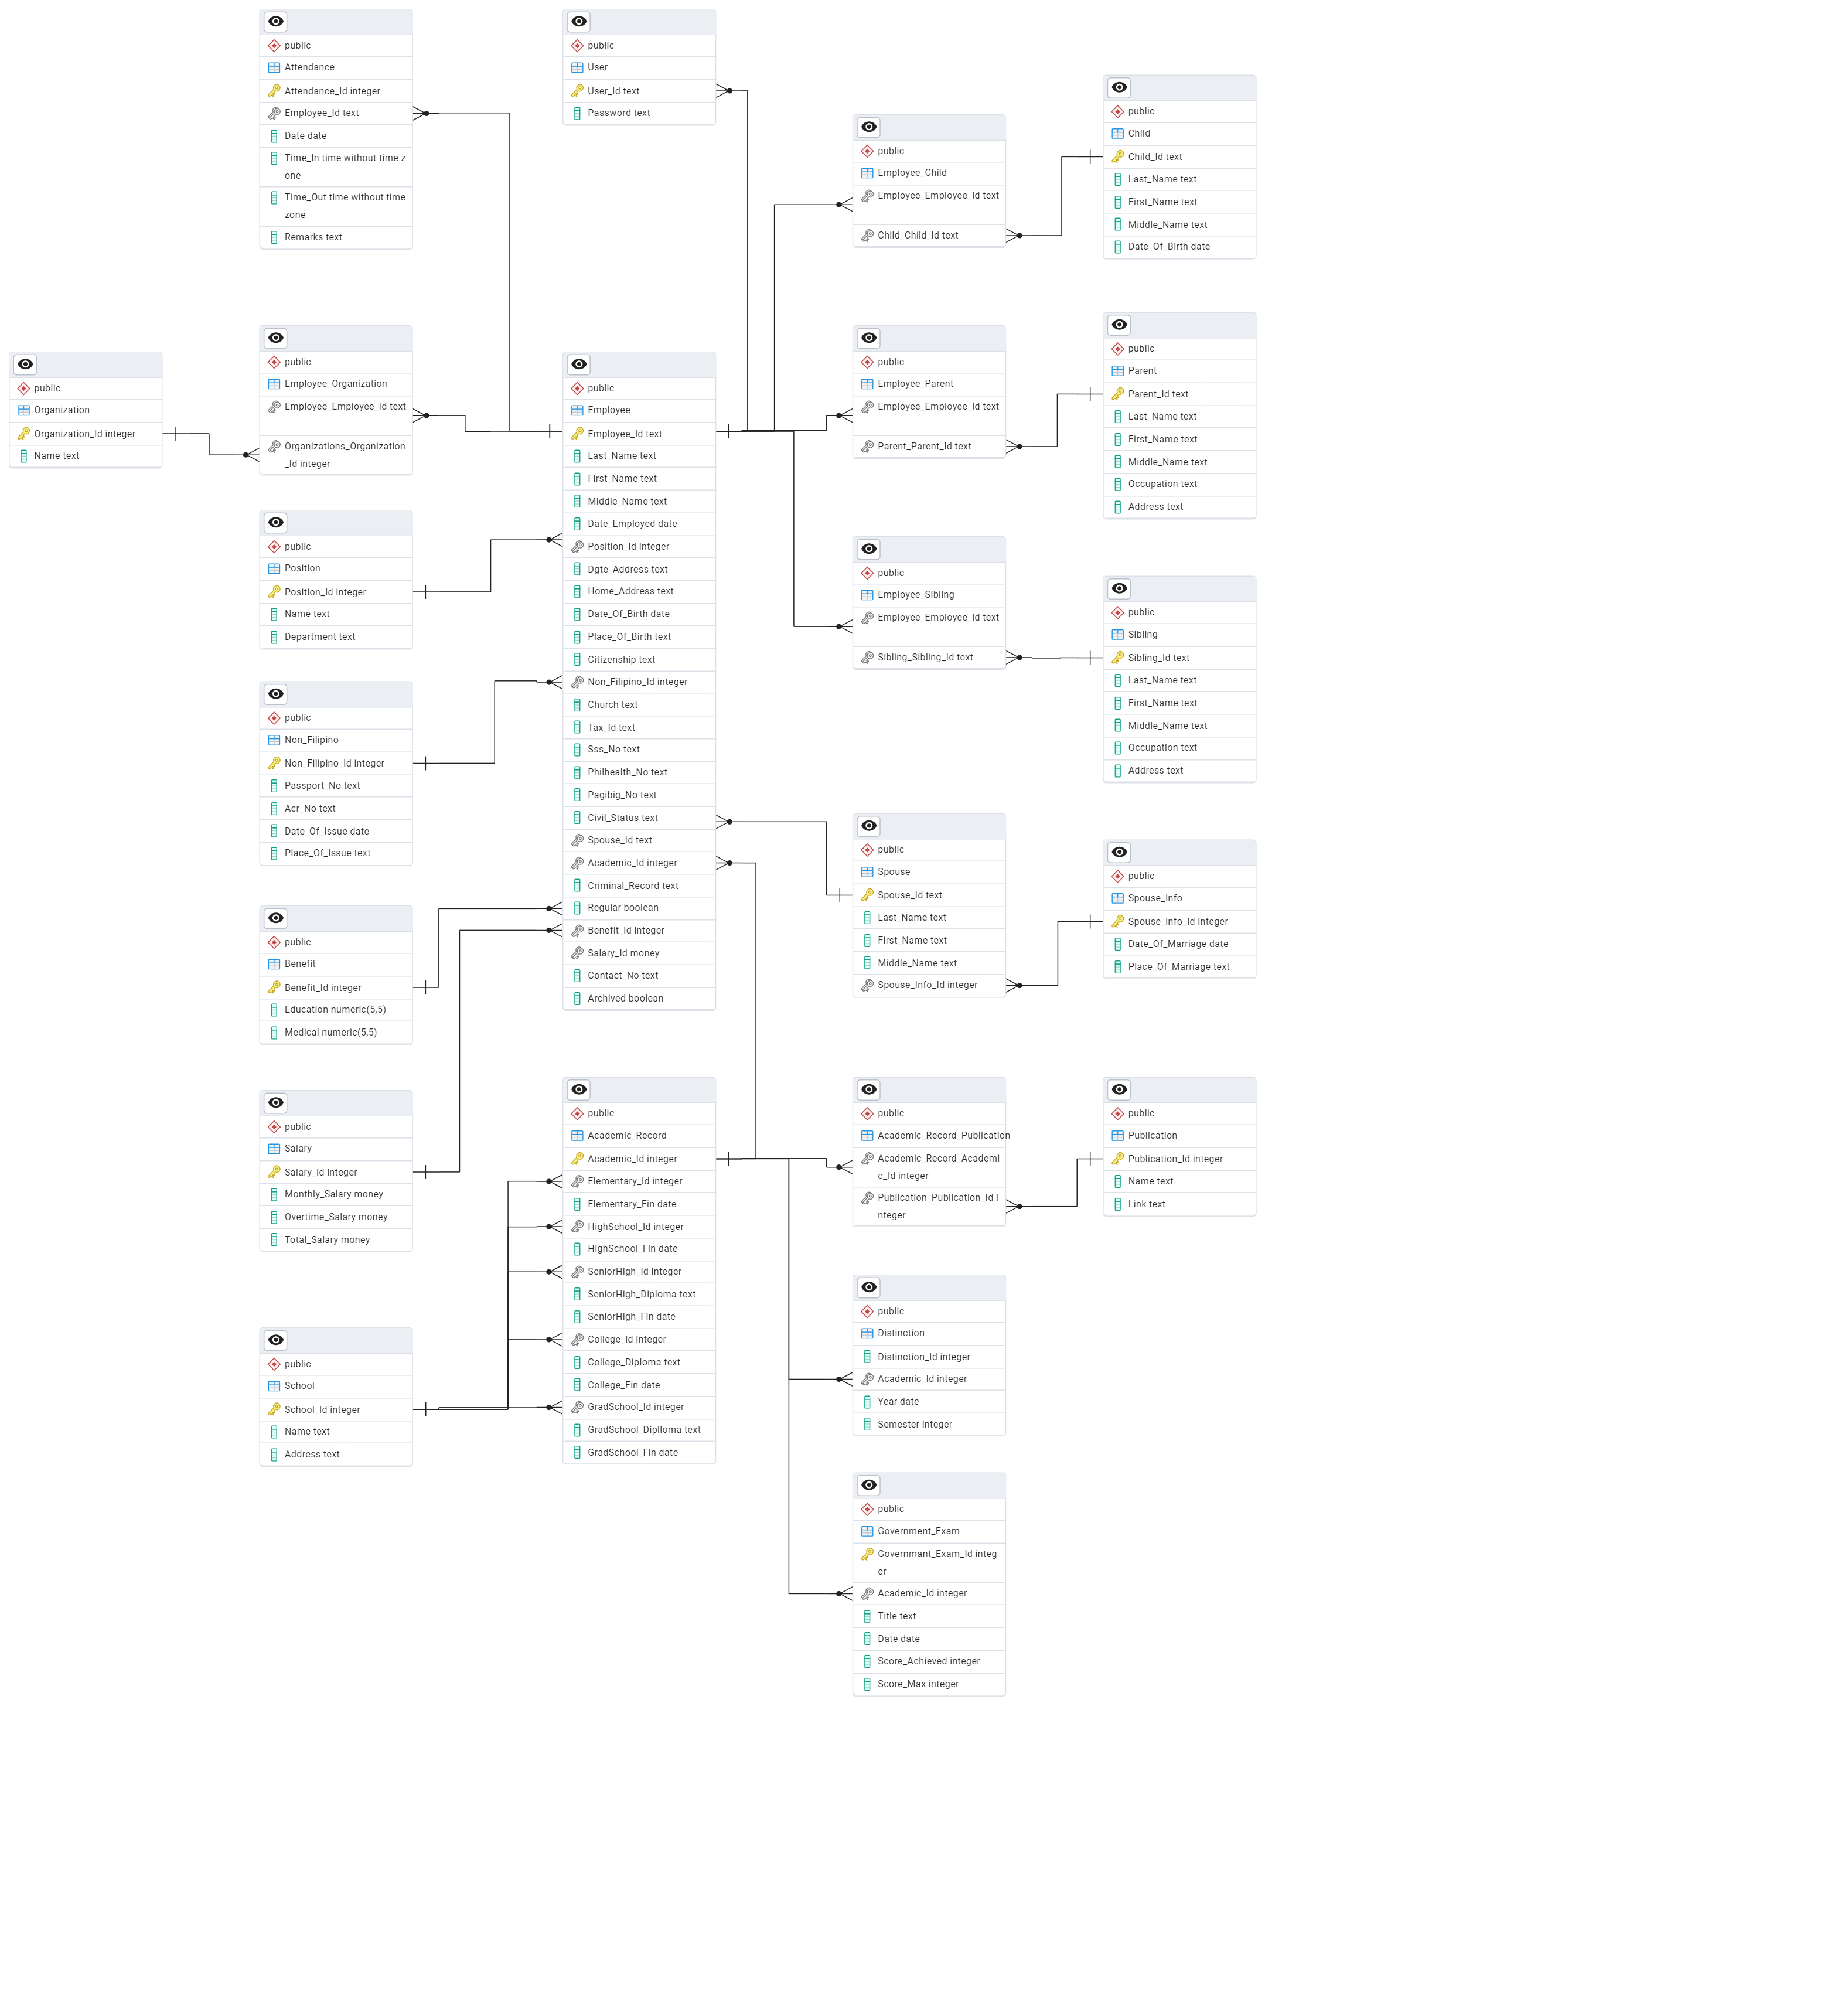 public
Attendance
Attendance_Id integer
Employee_Id text
Date date
Time_In time without time z
one
Time_Out time without time
zone
Remarks text
public
User
User_Id text
Password text
public
Employee_Child
Employee_Employee_Id text
Child_Child_Id text
public
Child
Child_Id text
Last_Name text
First_Name text
Middle_Name text
Date_Of_Birth date
public
Organization
Organization_Id integer
Name text
public
Employee_Organization
Employee_Employee_Id text
Organizations_Organization
_Id integer
public
Employee
Employee_Id text
Last_Name text
First_Name text
Middle_Name text
Date_Employed date
Position_Id integer
Dgte_Address text
Home_Address text
Date_Of_Birth date
Place_Of_Birth text
Citizenship text
Non_Filipino_Id integer
Church text
Tax_Id text
Sss_No text
Philhealth_No text
Pagibig_No text
Civil_Status text
Spouse_Id text
Academic_Id integer
Criminal_Record text
Regular boolean
Benefit_Id integer
Salary_Id money
Contact_No text
Archived boolean
public
Employee_Parent
Employee_Employee_Id text
Parent_Parent_Id text
public
Parent
Parent_Id text
Last_Name text
First_Name text
Middle_Name text
Occupation text
Address text
public
Position
Position_Id integer
Name text
Department text
public
Employee_Sibling
Employee_Employee_Id text
Sibling_Sibling_Id text
public
Sibling
Sibling_Id text
Last_Name text
First_Name text
Middle_Name text
Occupation text
Address text
public
Non_Filipino
Non_Filipino_Id integer
Passport_No text
Acr_No text
Date_Of_Issue date
Place_Of_Issue text
public
Spouse
Spouse_Id text
Last_Name text
First_Name text
Middle_Name text
Spouse_Info_Id integer
public
Spouse_Info
Spouse_Info_Id integer
Date_Of_Marriage date
Place_Of_Marriage text
public
Benefit
Benefit_Id integer
Education numeric(5,5)
Medical numeric(5,5)
public
Salary
Salary_Id integer
Monthly_Salary money
Overtime_Salary money
Total_Salary money
public
Academic_Record
Academic_Id integer
Elementary_Id integer
Elementary_Fin date
HighSchool_Id integer
HighSchool_Fin date
SeniorHigh_Id integer
SeniorHigh_Diploma text
SeniorHigh_Fin date
College_Id integer
College_Diploma text
College_Fin date
GradSchool_Id integer
GradSchool_Diplloma text
GradSchool_Fin date
public
Academic_Record_Publication
Academic_Record_Academi
c_Id integer
Publication_Publication_Id i
nteger
public
Publication
Publication_Id integer
Name text
Link text
public
School
School_Id integer
Name text
Address text
public
Distinction
Distinction_Id integer
Academic_Id integer
Year date
Semester integer
public
Government_Exam
Governmant_Exam_Id integ
er
Academic_Id integer
Title text
Date date
Score_Achieved integer
Score_Max integer